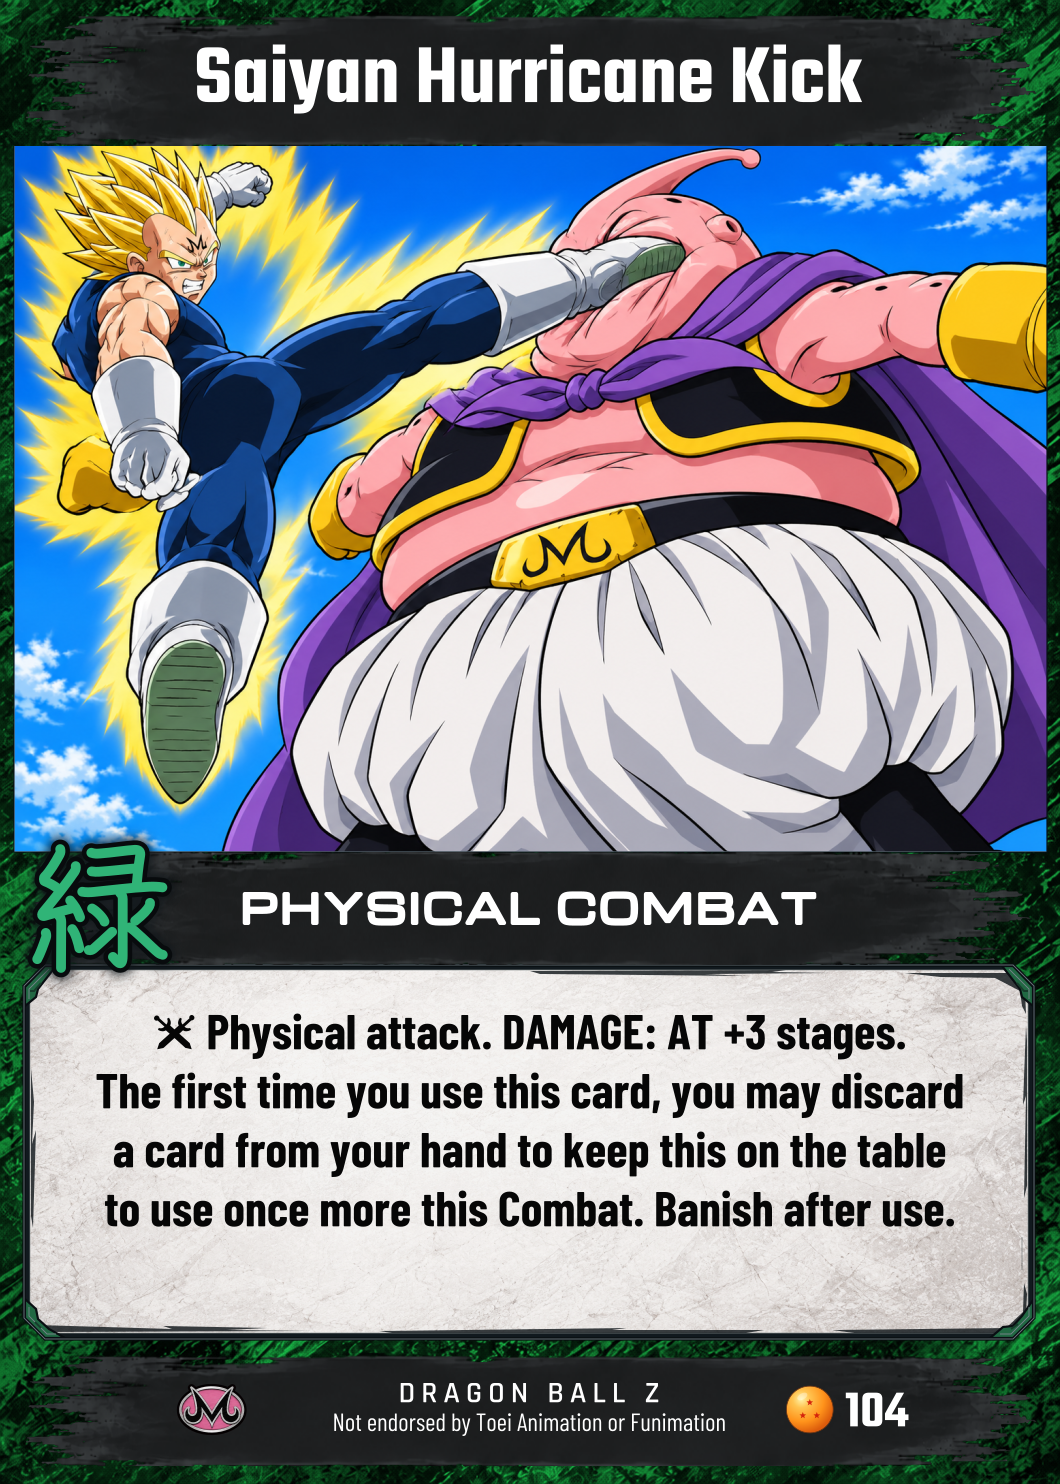 Saiyan Hurricane Kick
緑
PHYSICAL COMBAT
Physical attack. DAMAGE: AT +3 stages.
The first time you use this card, you may discard
a card from your hand to keep this on the table
to use once more this Combat. Banish after use.
DRAGON BALL Z
Not endorsed by Toei Animation or Funimation
104